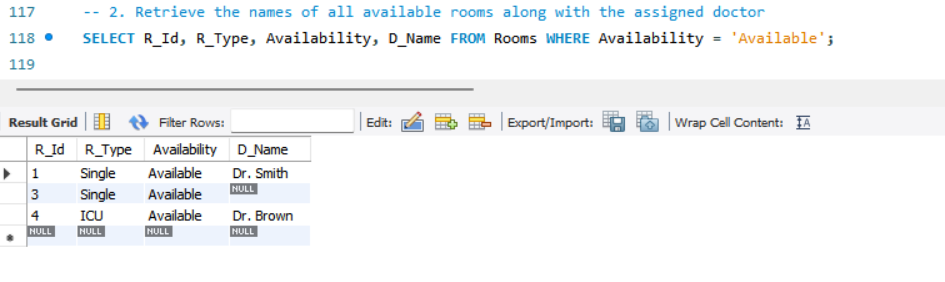 117 -- 2. Retrieve the names of all available rooms along with the assigned doctor
118 SELECT R_Id, R_Type, Availability, D_Name FROM Rooms WHERE Availability = 'Available';
119
Result Grid Filter Rows: Edit: Export/Import: Wrap Cell Content:
R_Id R_Type Availability D_Name
1 Single Available Dr. Smith
3 Single Available NULL
4 ICU Available Dr. Brown
NULL NULL NULL NULL